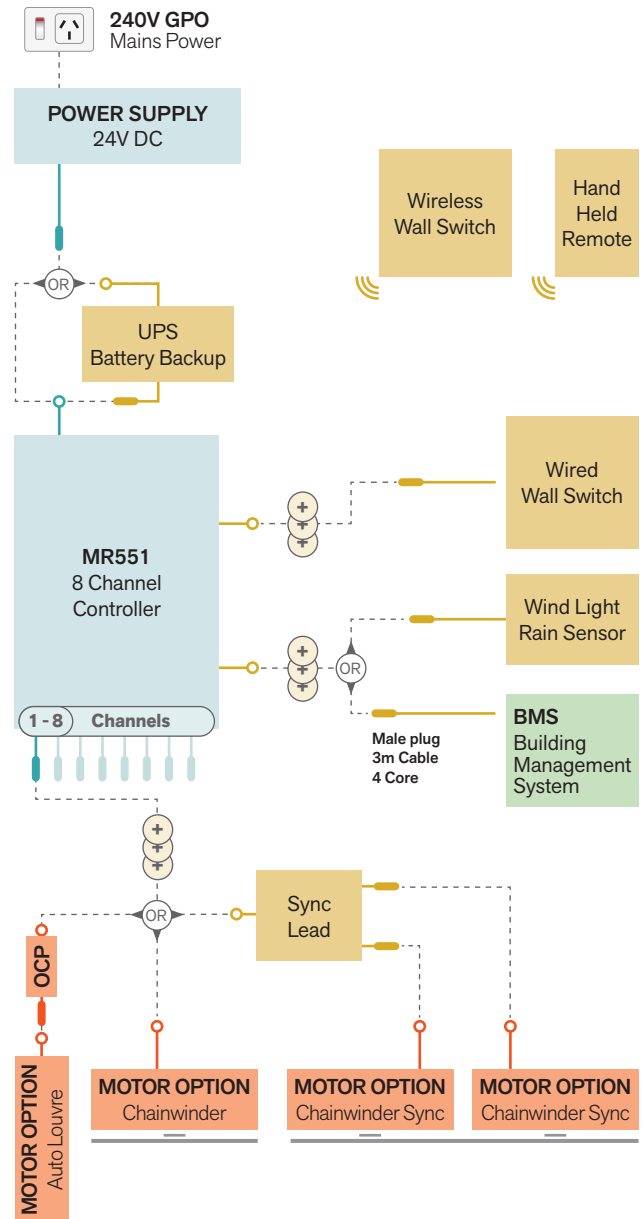 240V GPO
Mains Power
POWER SUPPLY
24V DC
Wireless
Wall Switch
Hand
Held
Remote
OR
UPS
Battery Backup
MR551
8 Channel
Controller
+
+
+
Wired
Wall Switch
+
+
+
OR
Wind Light
Rain Sensor
Male plug
3m Cable
4 Core
BMS
Building
Management
System
1 - 8 Channels
+
+
+
OR
Sync
Lead
OCP
MOTOR OPTION
Auto Louvre
MOTOR OPTION
Chainwinder
MOTOR OPTION
Chainwinder Sync
MOTOR OPTION
Chainwinder Sync